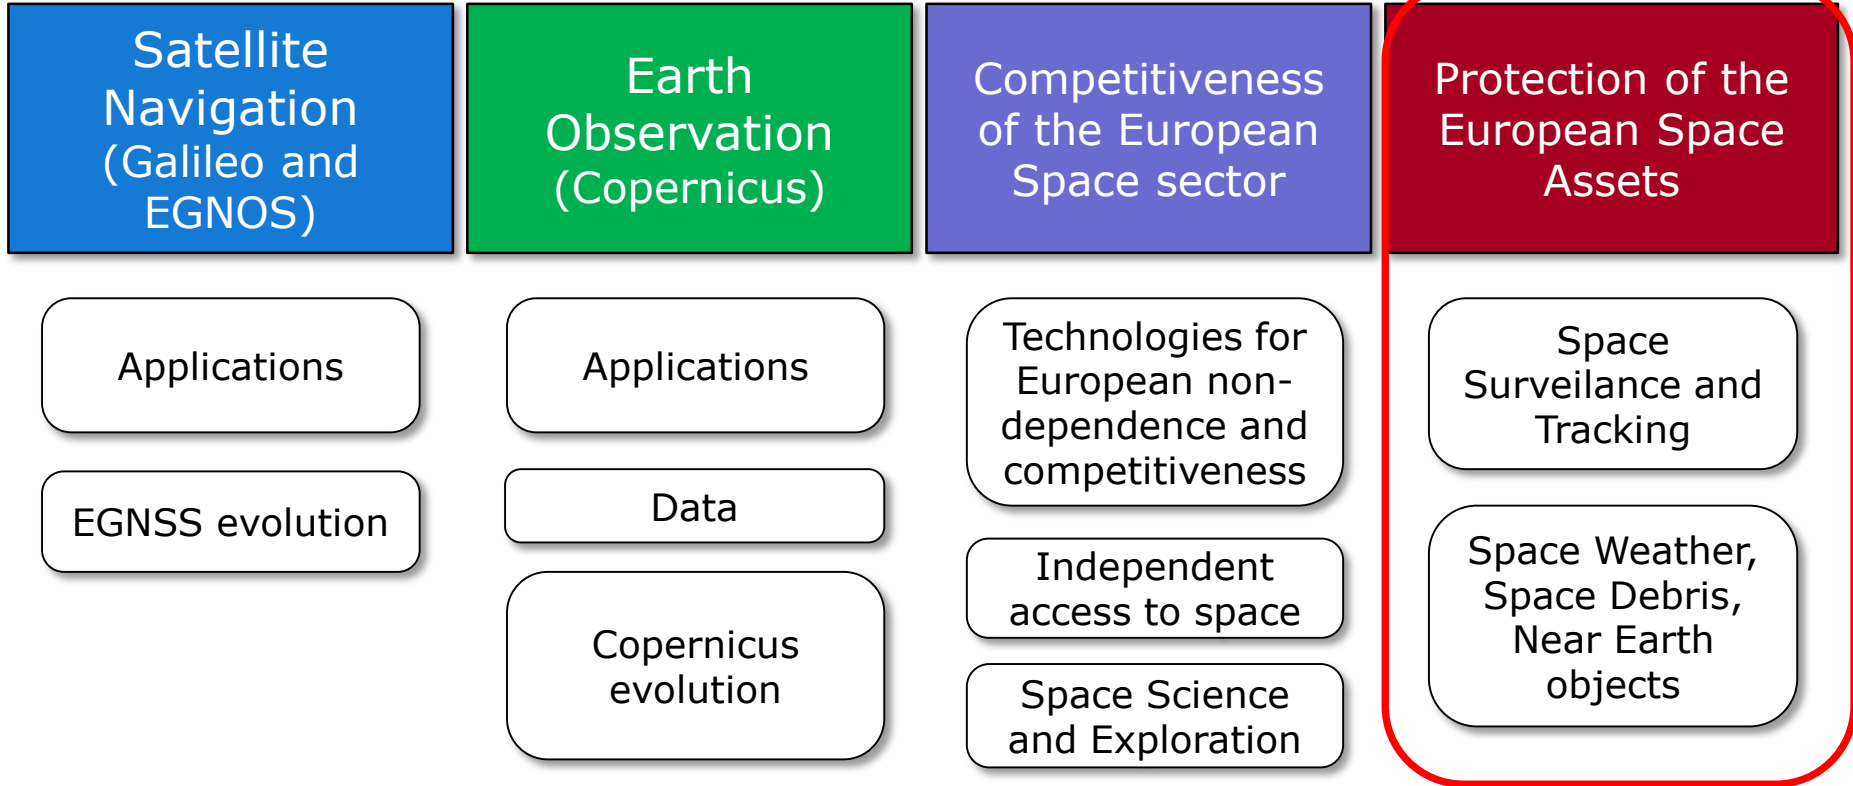 Satellite
Navigation
(Galileo and
EGNOS)
Applications
EGNSS evolution
Earth
Observation
(Copernicus)
Applications
Data
Copernicus
evolution
Competitiveness
of the European
Space sector
Technologies for
European non-
dependence and
competitiveness
Independent
access to space
Space Science
and Exploration
Protection of the
European Space
Assets
Space
Surveilance and
Tracking
Space Weather,
Space Debris,
Near Earth
objects